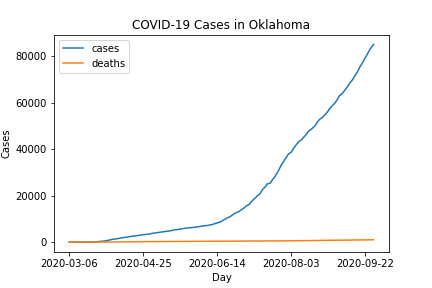 COVID-19 Cases in Oklahoma
cases
deaths
80000
60000
40000
20000
0
Cases
2020-03-06 2020-04-25 2020-06-14 2020-08-03 2020-09-22
Day